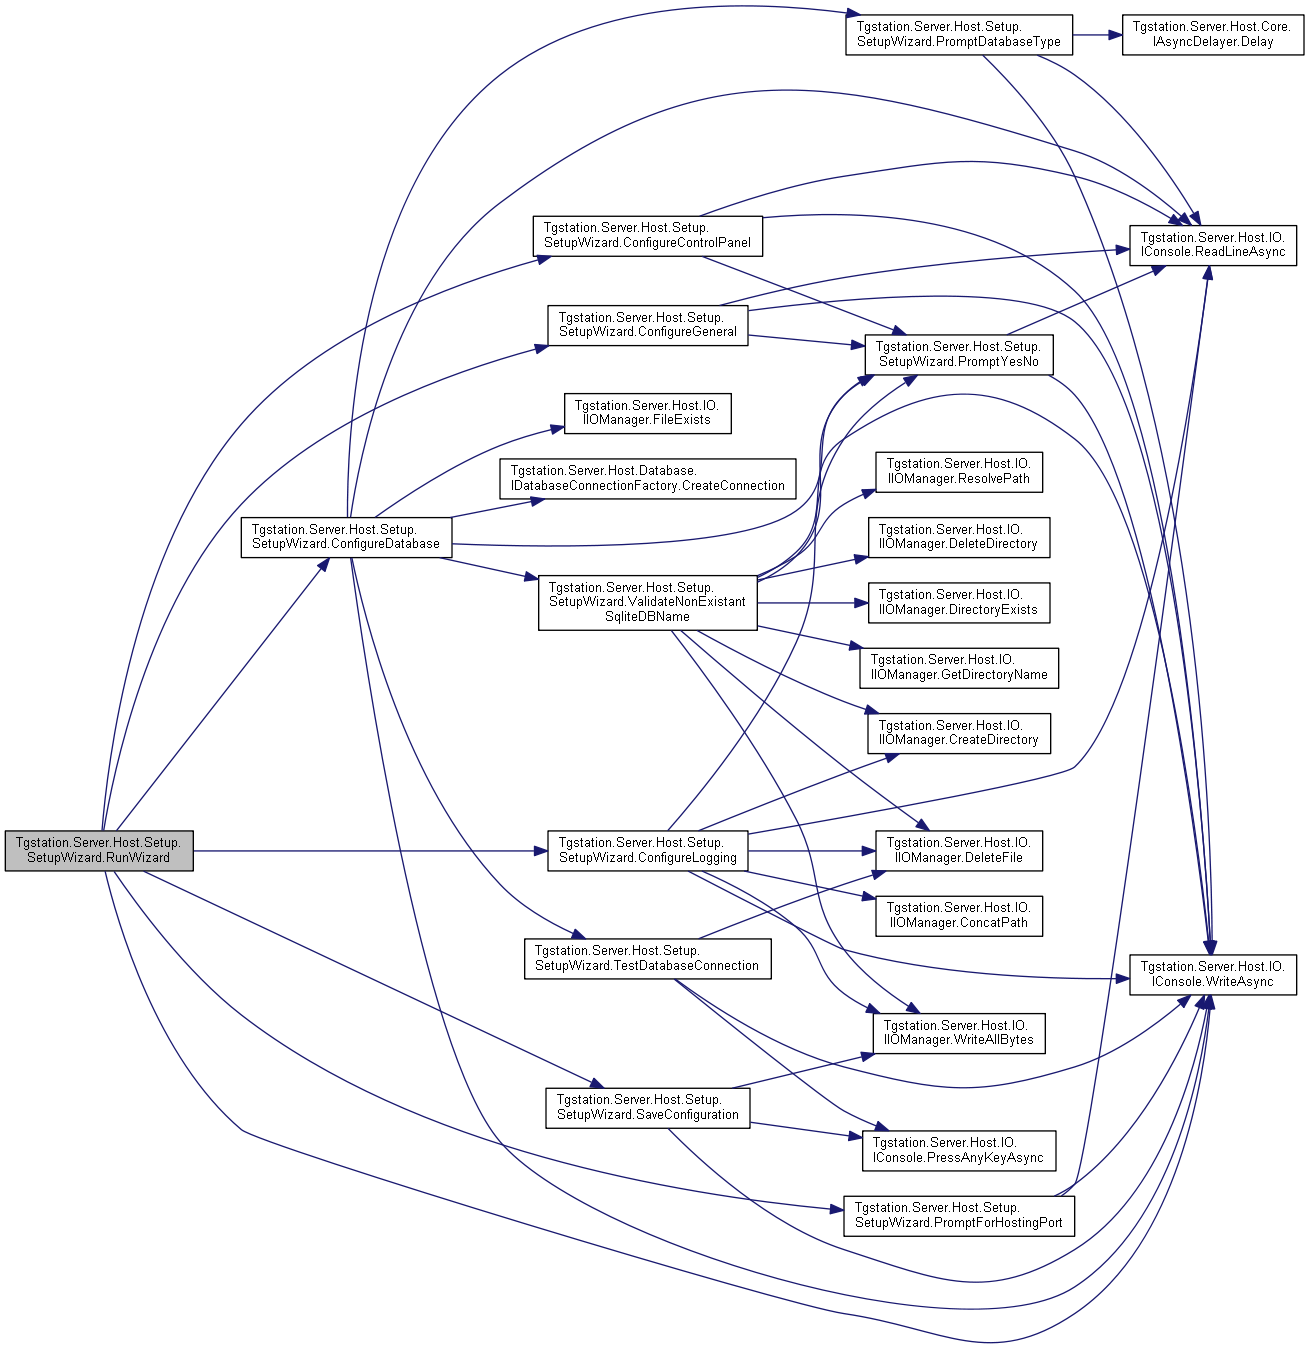 Tgstation.Server.Host.Setup.
SetupWizard.PromptDatabaseType
Tgstation.Server.Host.Core.
IAsyncDelayer.Delay
Tgstation.Server.Host.Setup.
SetupWizard.ConfigureControlPanel
Tgstation.Server.Host.IO.
IConsole.ReadLineAsync
Tgstation.Server.Host.Setup.
SetupWizard.ConfigureGeneral
Tgstation.Server.Host.Setup.
SetupWizard.PromptYesNo
Tgstation.Server.Host.IO.
IIOManager.FileExists
Tgstation.Server.Host.Database.
IDatabaseConnectionFactory.CreateConnection
Tgstation.Server.Host.IO.
IIOManager.ResolvePath
Tgstation.Server.Host.Setup.
SetupWizard.ConfigureDatabase
Tgstation.Server.Host.IO.
IIOManager.DeleteDirectory
Tgstation.Server.Host.Setup.
SetupWizard.ValidateNonExistant
SqliteDBName
Tgstation.Server.Host.IO.
IIOManager.DirectoryExists
Tgstation.Server.Host.IO.
IIOManager.GetDirectoryName
Tgstation.Server.Host.IO.
IIOManager.CreateDirectory
Tgstation.Server.Host.Setup.
SetupWizard.RunWizard
Tgstation.Server.Host.Setup.
SetupWizard.ConfigureLogging
Tgstation.Server.Host.IO.
IIOManager.DeleteFile
Tgstation.Server.Host.IO.
IIOManager.ConcatPath
Tgstation.Server.Host.Setup.
SetupWizard.TestDatabaseConnection
Tgstation.Server.Host.IO.
IConsole.WriteAsync
Tgstation.Server.Host.IO.
IIOManager.WriteAllBytes
Tgstation.Server.Host.Setup.
SetupWizard.SaveConfiguration
Tgstation.Server.Host.IO.
IConsole.PressAnyKeyAsync
Tgstation.Server.Host.Setup.
SetupWizard.PromptForHostingPort